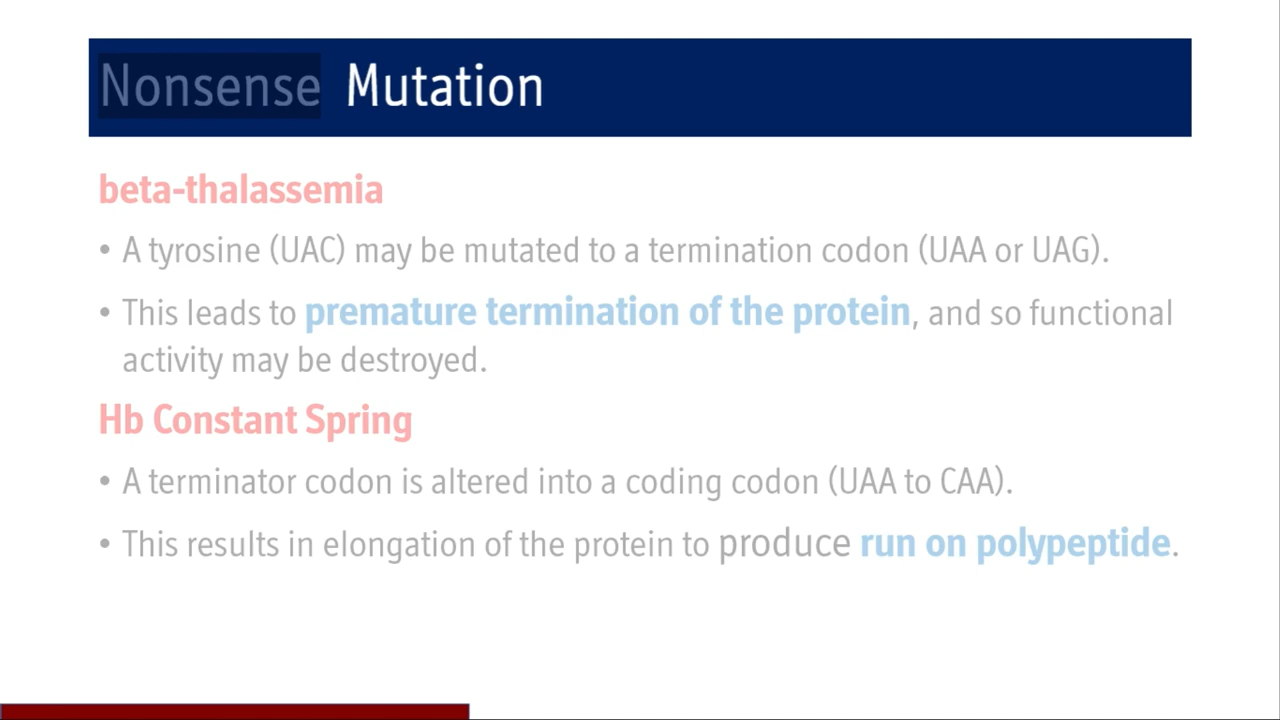 Nonsense Mutation
beta-thalassemia
• A tyrosine (UAC) may be mutated to a termination codon (UAA or UAG).
• This leads to premature termination of the protein, and so functional
activity may be destroyed.
Hb Constant Spring
• A terminator codon is altered into a coding codon (UAA to CAA).
• This results in elongation of the protein to produce run on polypeptide.